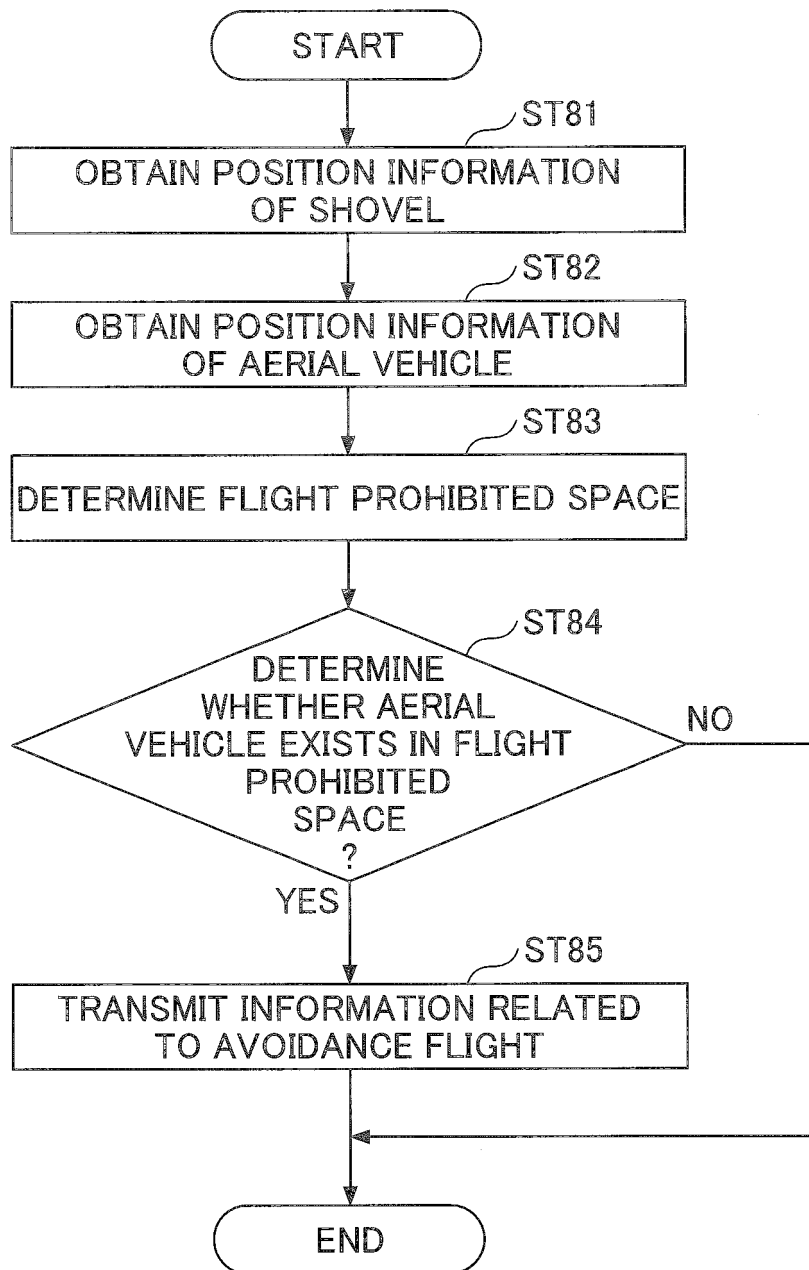 START
ST81
OBTAIN POSITION INFORMATION
OF SHOVEL
ST82
OBTAIN POSITION INFORMATION
OF AERIAL VEHICLE
ST83
DETERMINE FLIGHT PROHIBITED SPACE
ST84
DETERMINE
WHETHER AERIAL
VEHICLE EXISTS IN FLIGHT
PROHIBITED
SPACE
?
NO
YES
ST85
TRANSMIT INFORMATION RELATED
TO AVOIDANCE FLIGHT
END